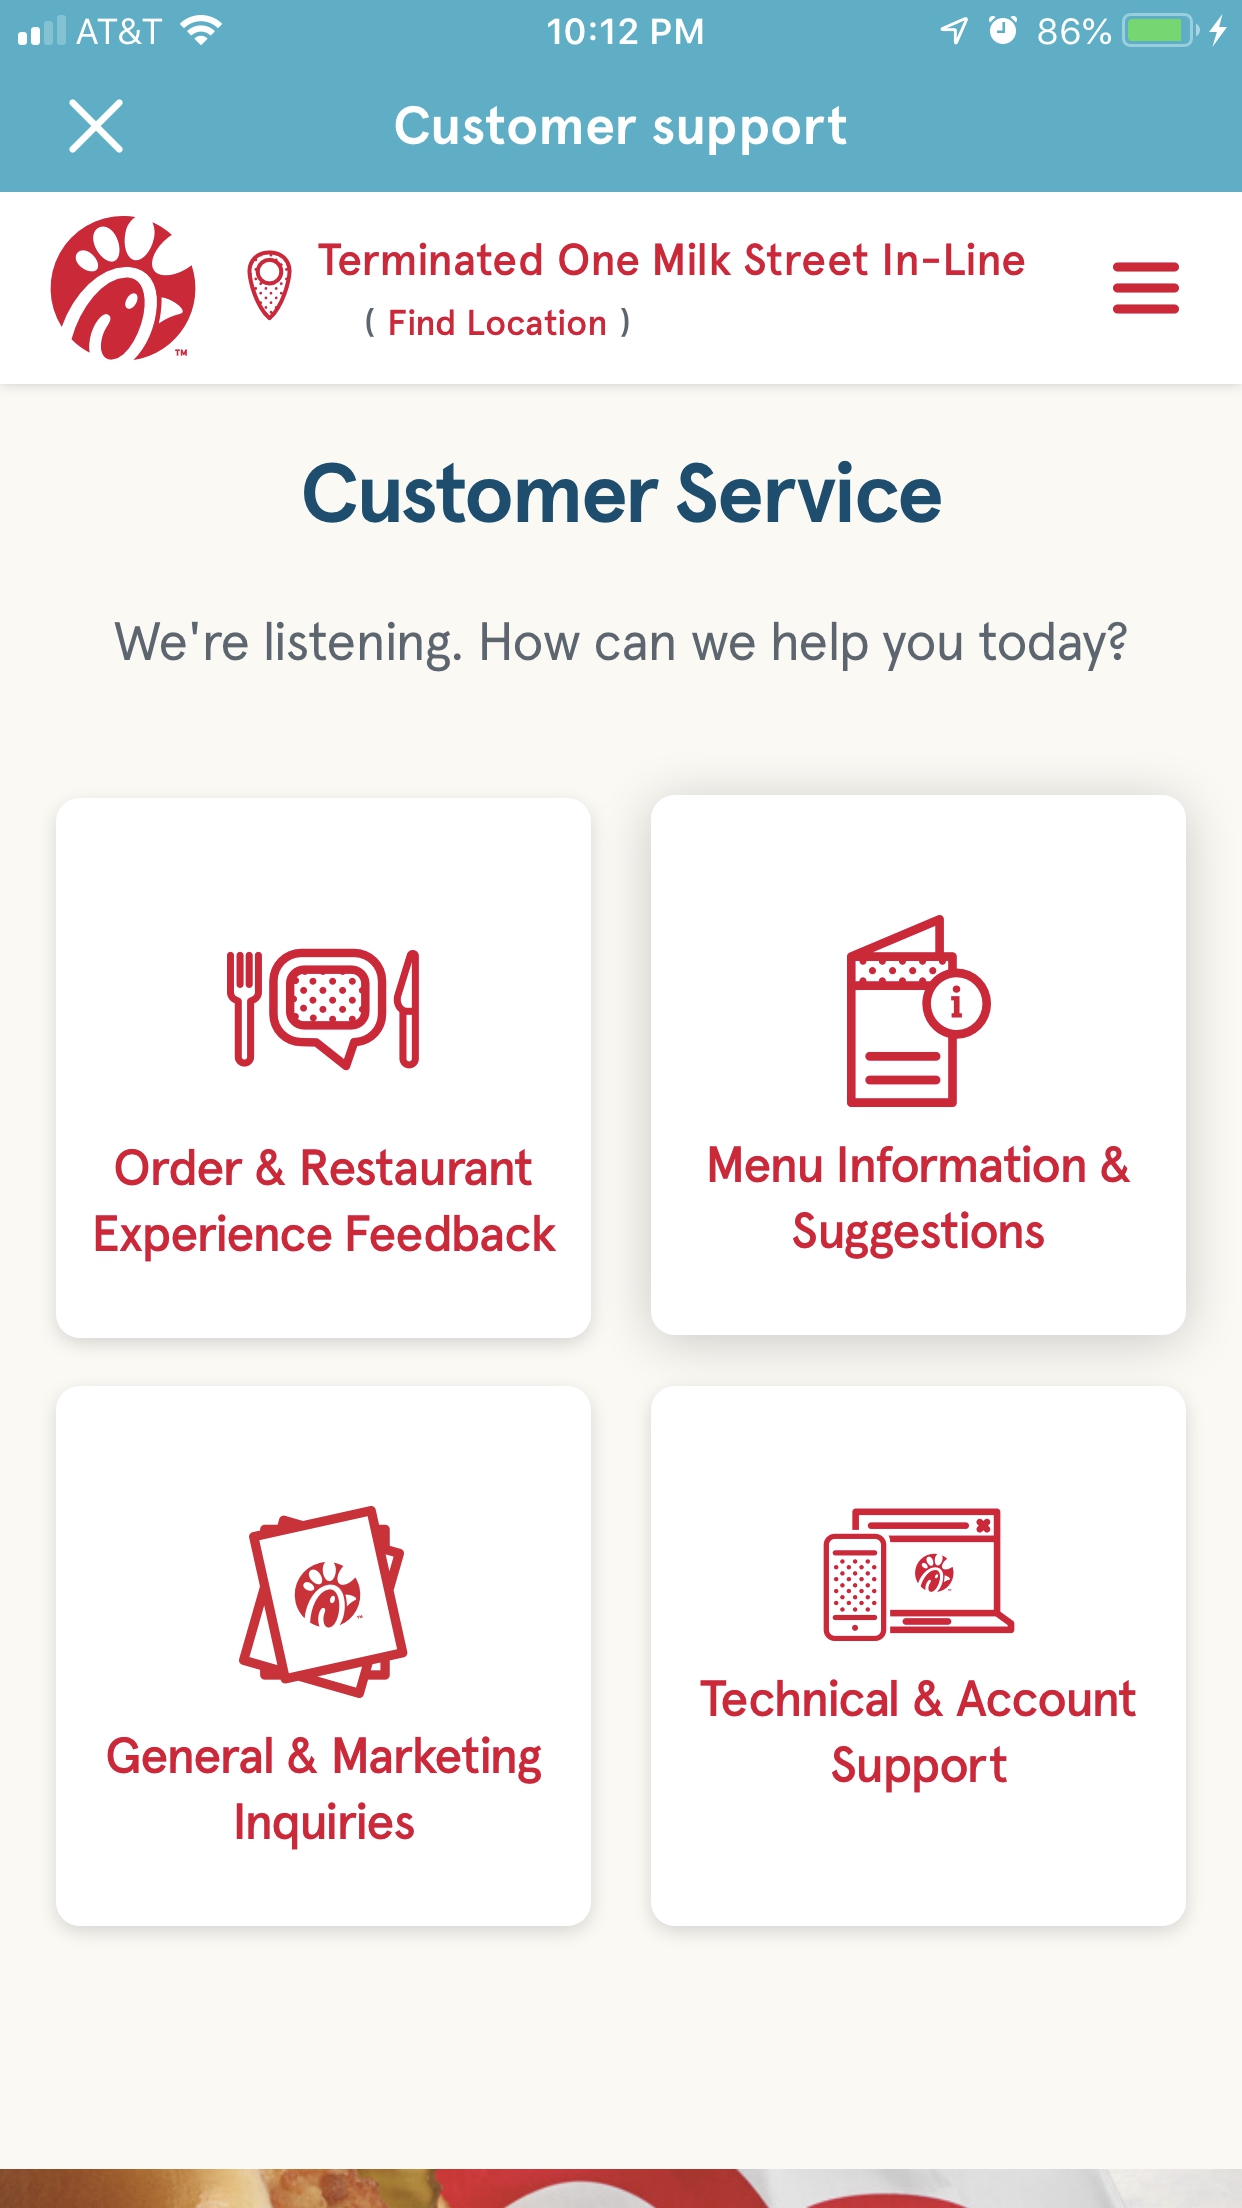 AT&T 10:12 PM 86%
Customer support
Terminated One Milk Street In-Line
( Find Location )
TM
Customer Service
We're listening. How can we help you today?
i
Order & Restaurant
Experience Feedback
Menu Information &
Suggestions
General & Marketing
Inquiries
Technical & Account
Support